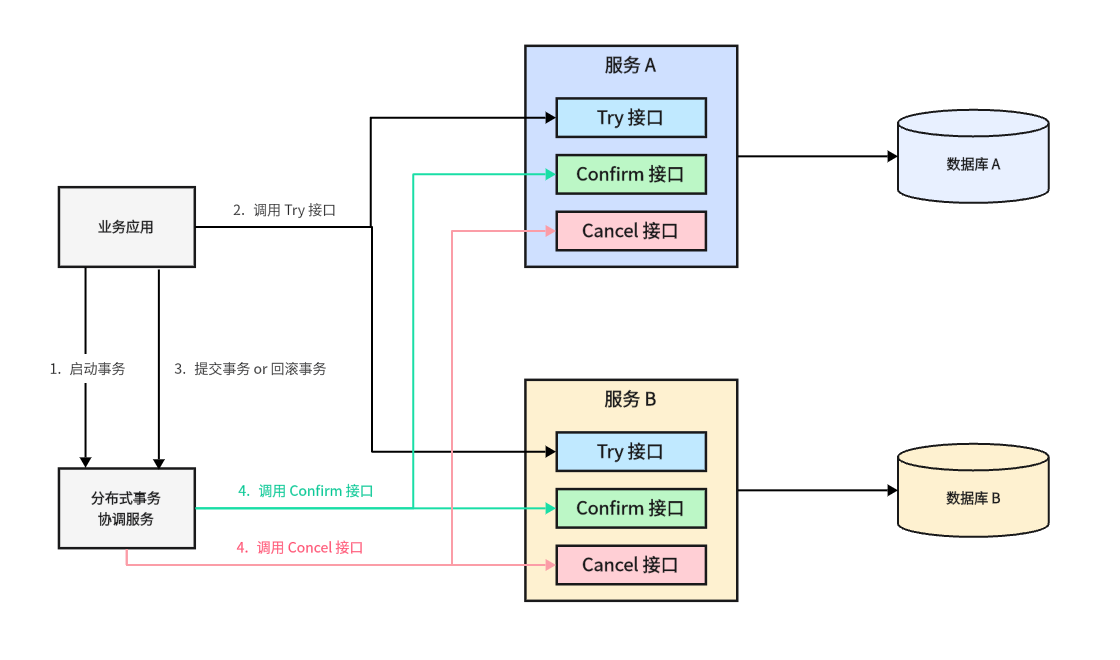 服务 A
Try 接口
Confirm 接口
Cancel 接口
数据库 A
业务应用
2. 调用 Try 接口
1. 启动事务
3. 提交事务 or 回滚事务
服务 B
Try 接口
Confirm 接口
Cancel 接口
数据库 B
分布式事务
协调服务
4. 调用 Confirm 接口
4. 调用 Concel 接口